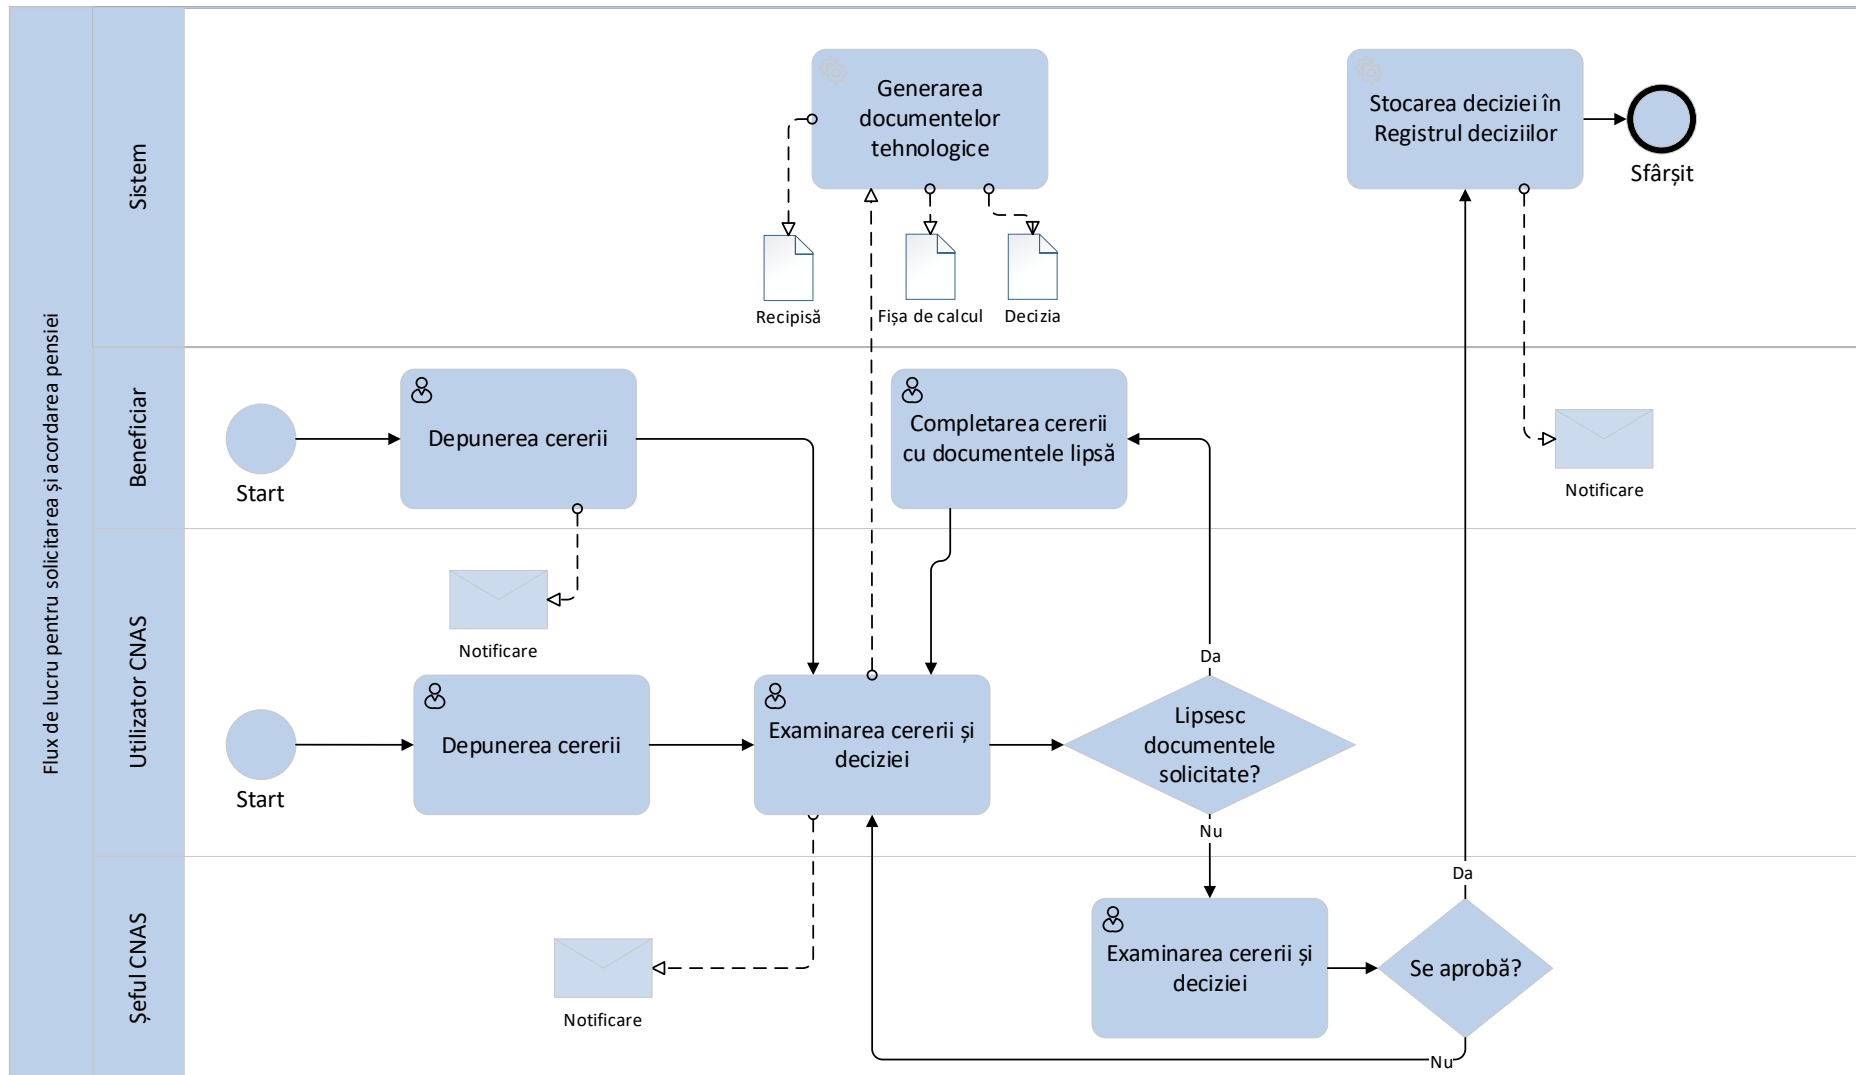 Flux de lucru pentru solicitarea și acordarea pensiei
Sistem
Generarea
documentelor
tehnologice
Recipisă
Fișa de calcul
Decizia
Stocarea deciziei în
Registrul deciziilor
Sfârșit
Beneficiar
Start
Depunerea cererii
Completarea cererii
cu documentele lipsă
Notificare
Utilizator CNAS
Notificare
Start
Depunerea cererii
Examinarea cererii și
deciziei
Da
Lipsesc
documentele
solicitate?
Nu
Șeful CNAS
Notificare
Examinarea cererii și
deciziei
Da
Se aprobă?
Nu